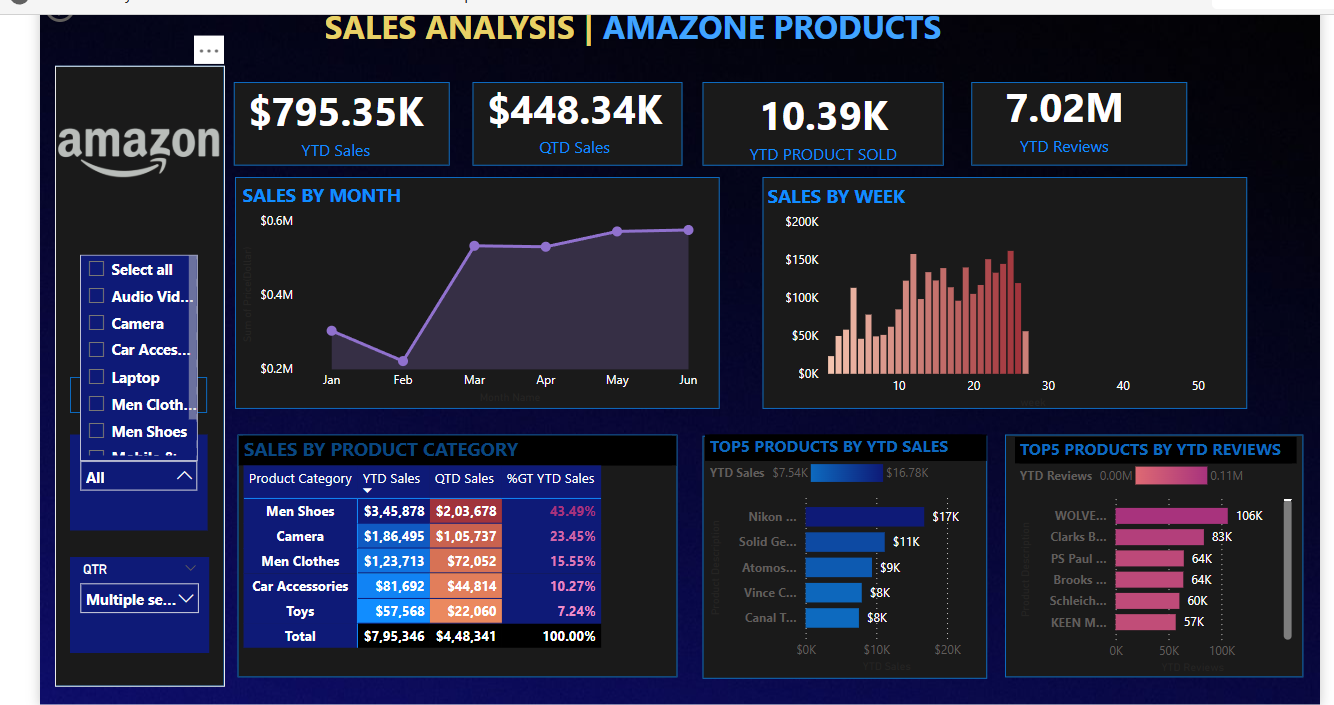 SALES ANALYSIS | AMAZONE PRODUCTS
amazon
$795.35K
YTD Sales
$448.34K
QTD Sales
10.39K
YTD PRODUCT SOLD
7.02M
YTD Reviews
Select all
Audio Vid...
Camera
Car Acces...
Laptop
Men Cloth...
Men Shoes
All
QTR
Multiple se...
SALES BY MONTH
$0.6M
$0.4M
$0.2M
Jan Feb Mar Apr May Jun
Month Name
SALES BY WEEK
$200K
$150K
$100K
$50K
$0K
10 20 30 40 50
SALES BY PRODUCT CATEGORY
Product Category YTD Sales QTD Sales %GT YTD Sales
Men Shoes $3,45,878 $2,03,678 43.49%
Camera $1,86,495 $1,05,737 23.45%
Men Clothes $1,23,713 $72,052 15.55%
Car Accessories $81,692 $44,814 10.27%
Toys $57,568 $22,060 7.24%
Total $7,95,346 $4,48,341 100.00%
TOP5 PRODUCTS BY YTD SALES
YTD Sales $7.54K $16.78K
Product Description
Nikon ... $17K
Solid Ge... $11K
Atomos... $9K
Vince C... $8K
Canal T... $8K
$0K $10K $20K
YTD Sales
TOP5 PRODUCTS BY YTD REVIEWS
YTD Reviews 0.00M 0.11M
Product Description
WOLVE... 106K
Clarks B... 83K
PS Paul ... 64K
Brooks ... 64K
Schleich... 60K
KEEN M... 57K
0K 50K 100K
YTD Reviews